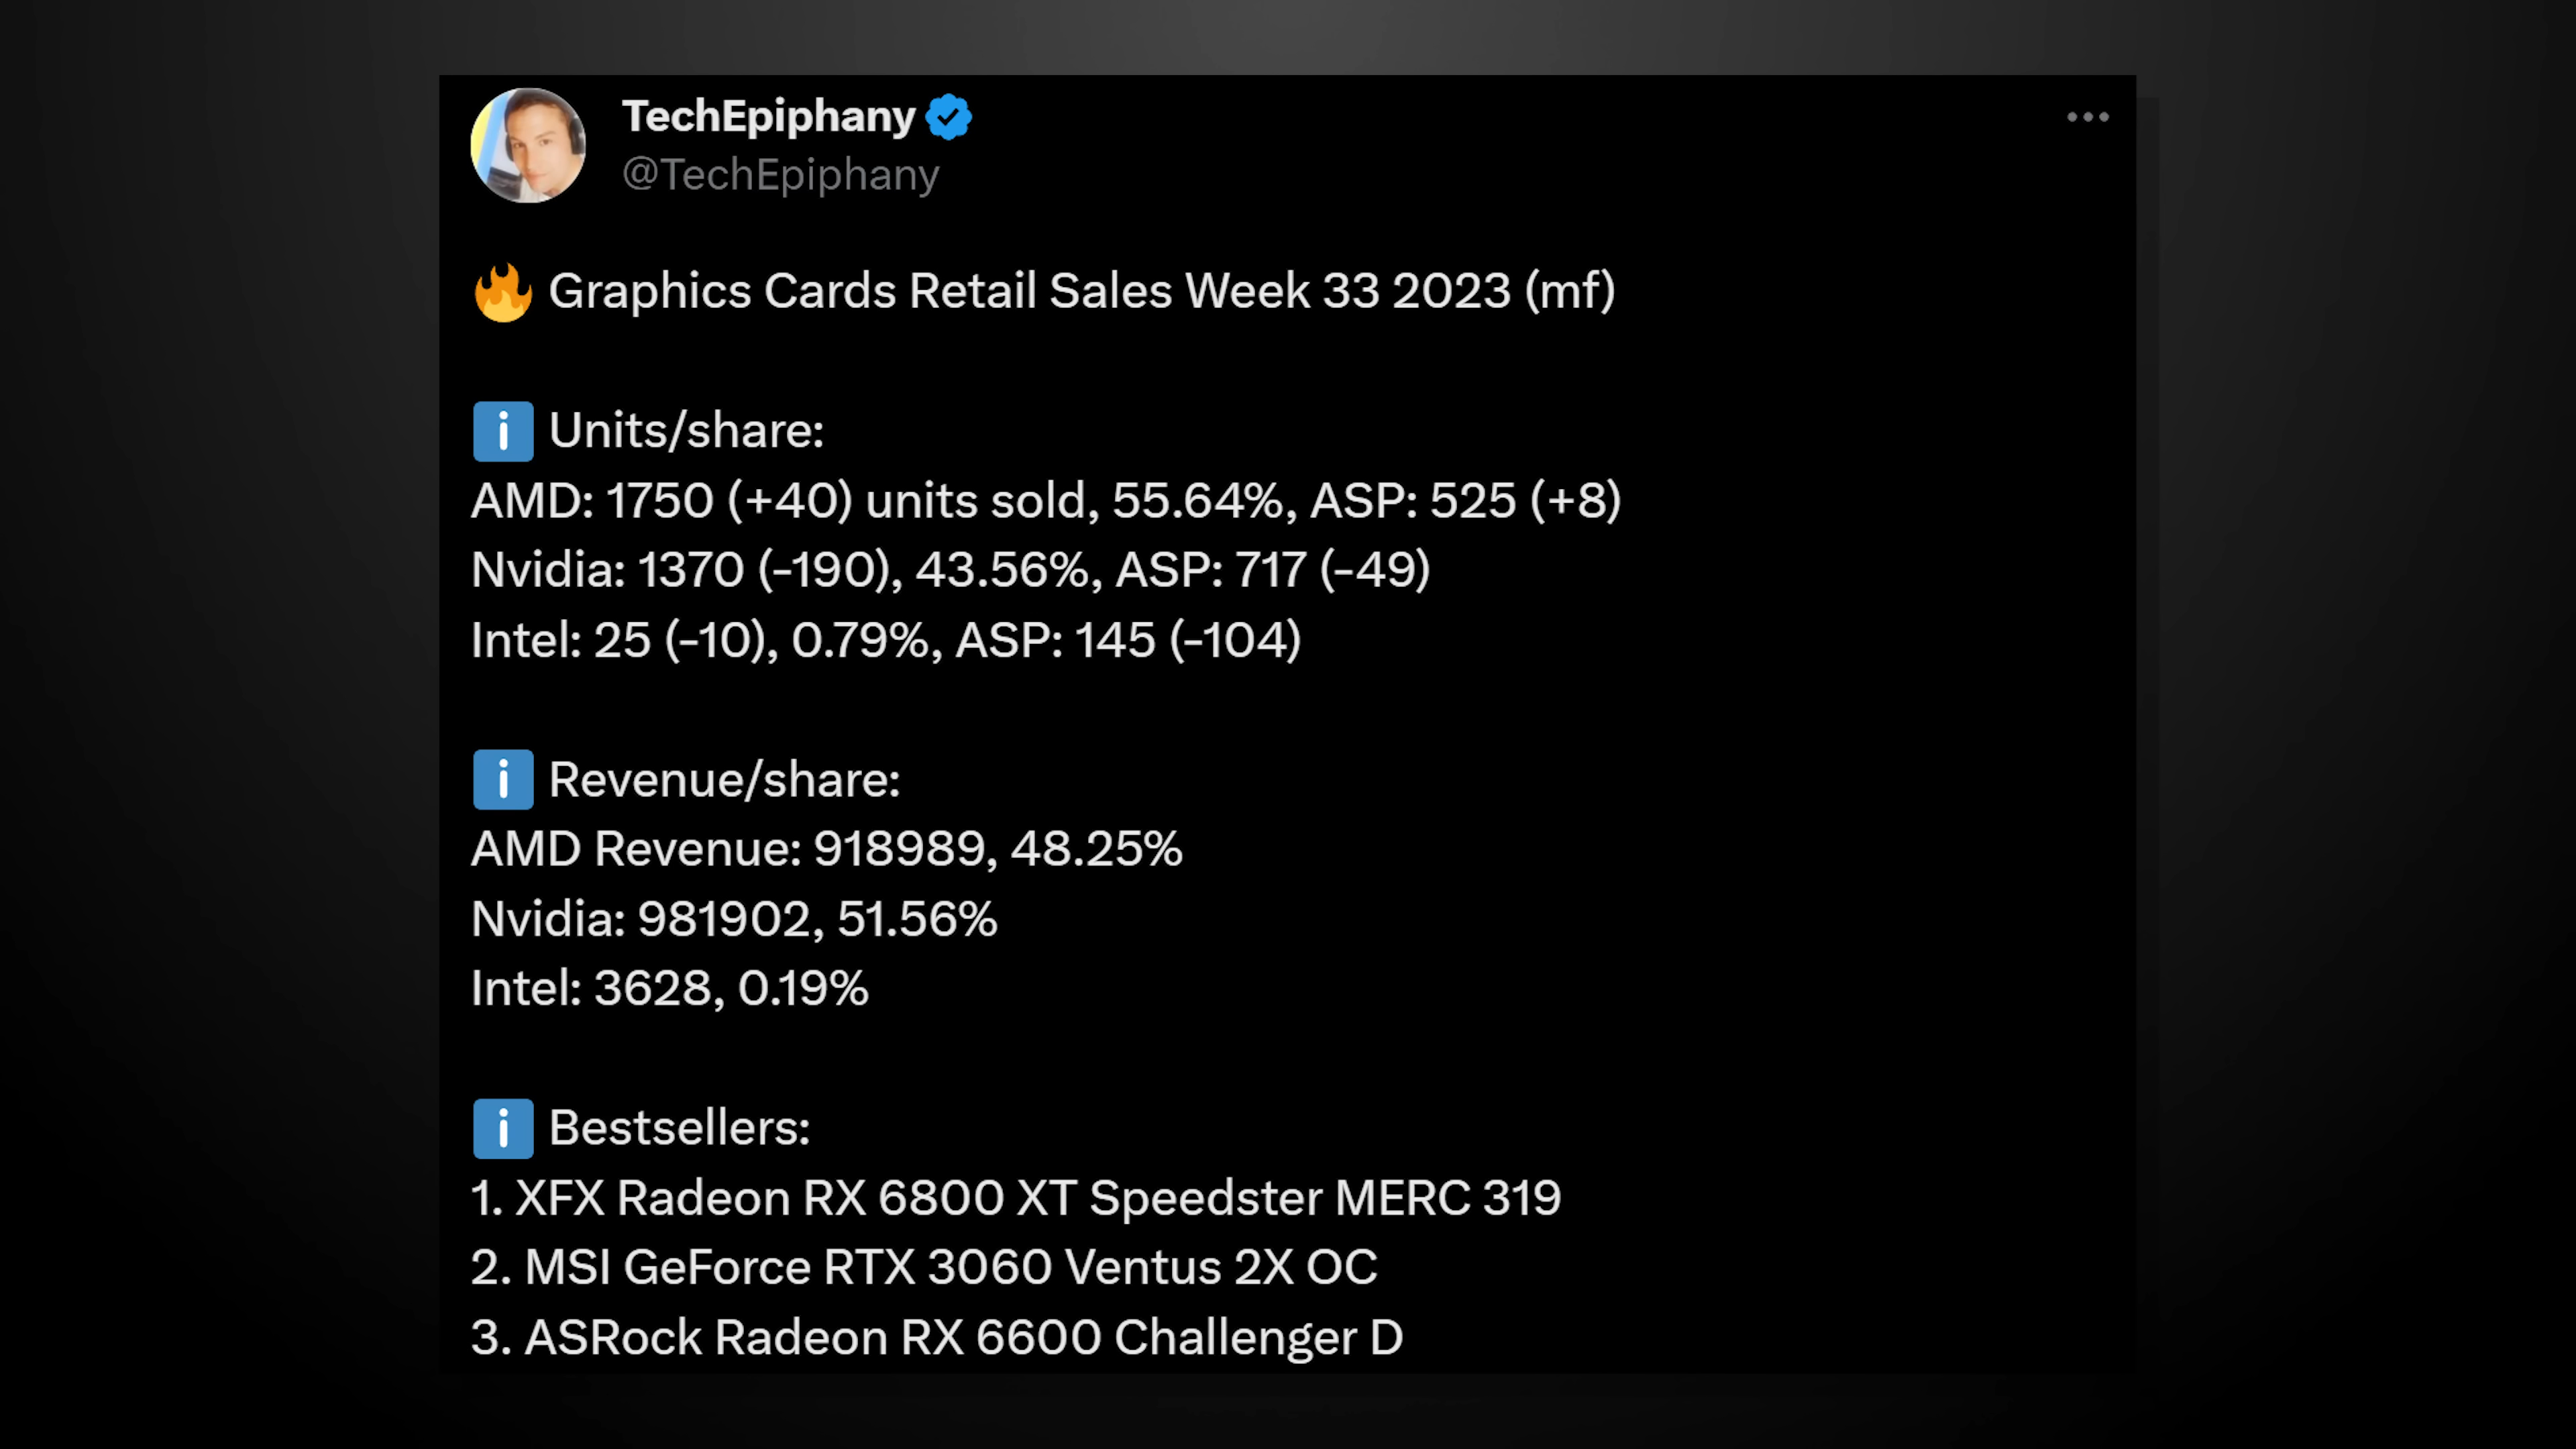 TechEpiphany
@TechEpiphany
🔥 Graphics Cards Retail Sales Week 33 2023 (mf)
ℹ️ Units/share:
AMD: 1750 (+40) units sold, 55.64%, ASP: 525 (+8)
Nvidia: 1370 (-190), 43.56%, ASP: 717 (-49)
Intel: 25 (-10), 0.79%, ASP: 145 (-104)
ℹ️ Revenue/share:
AMD Revenue: 918989, 48.25%
Nvidia: 981902, 51.56%
Intel: 3628, 0.19%
ℹ️ Bestsellers:
1. XFX Radeon RX 6800 XT Speedster MERC 319
2. MSI GeForce RTX 3060 Ventus 2X OC
3. ASRock Radeon RX 6600 Challenger D